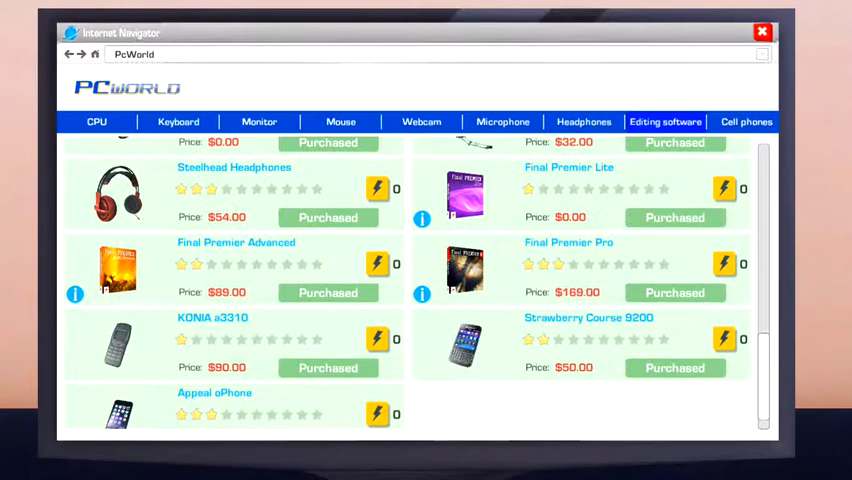 Internet Navigator
PcWorld
PCWORLD
CPU Keyboard Monitor Mouse Webcam Microphone Headphones Editing software Cell phones
Price: $0.00 Purchased Price: $32.00 Purchased
Steelhead Headphones Final Premier Lite
0 0
Price: $54.00 Purchased Price: $0.00 Purchased
Final Premier Advanced Final Premier Pro
0 0
Price: $89.00 Purchased Price: $169.00 Purchased
KONIA a3310 Strawberry Course 9200
0 0
Price: $90.00 Purchased Price: $50.00 Purchased
Appeal oPhone
0